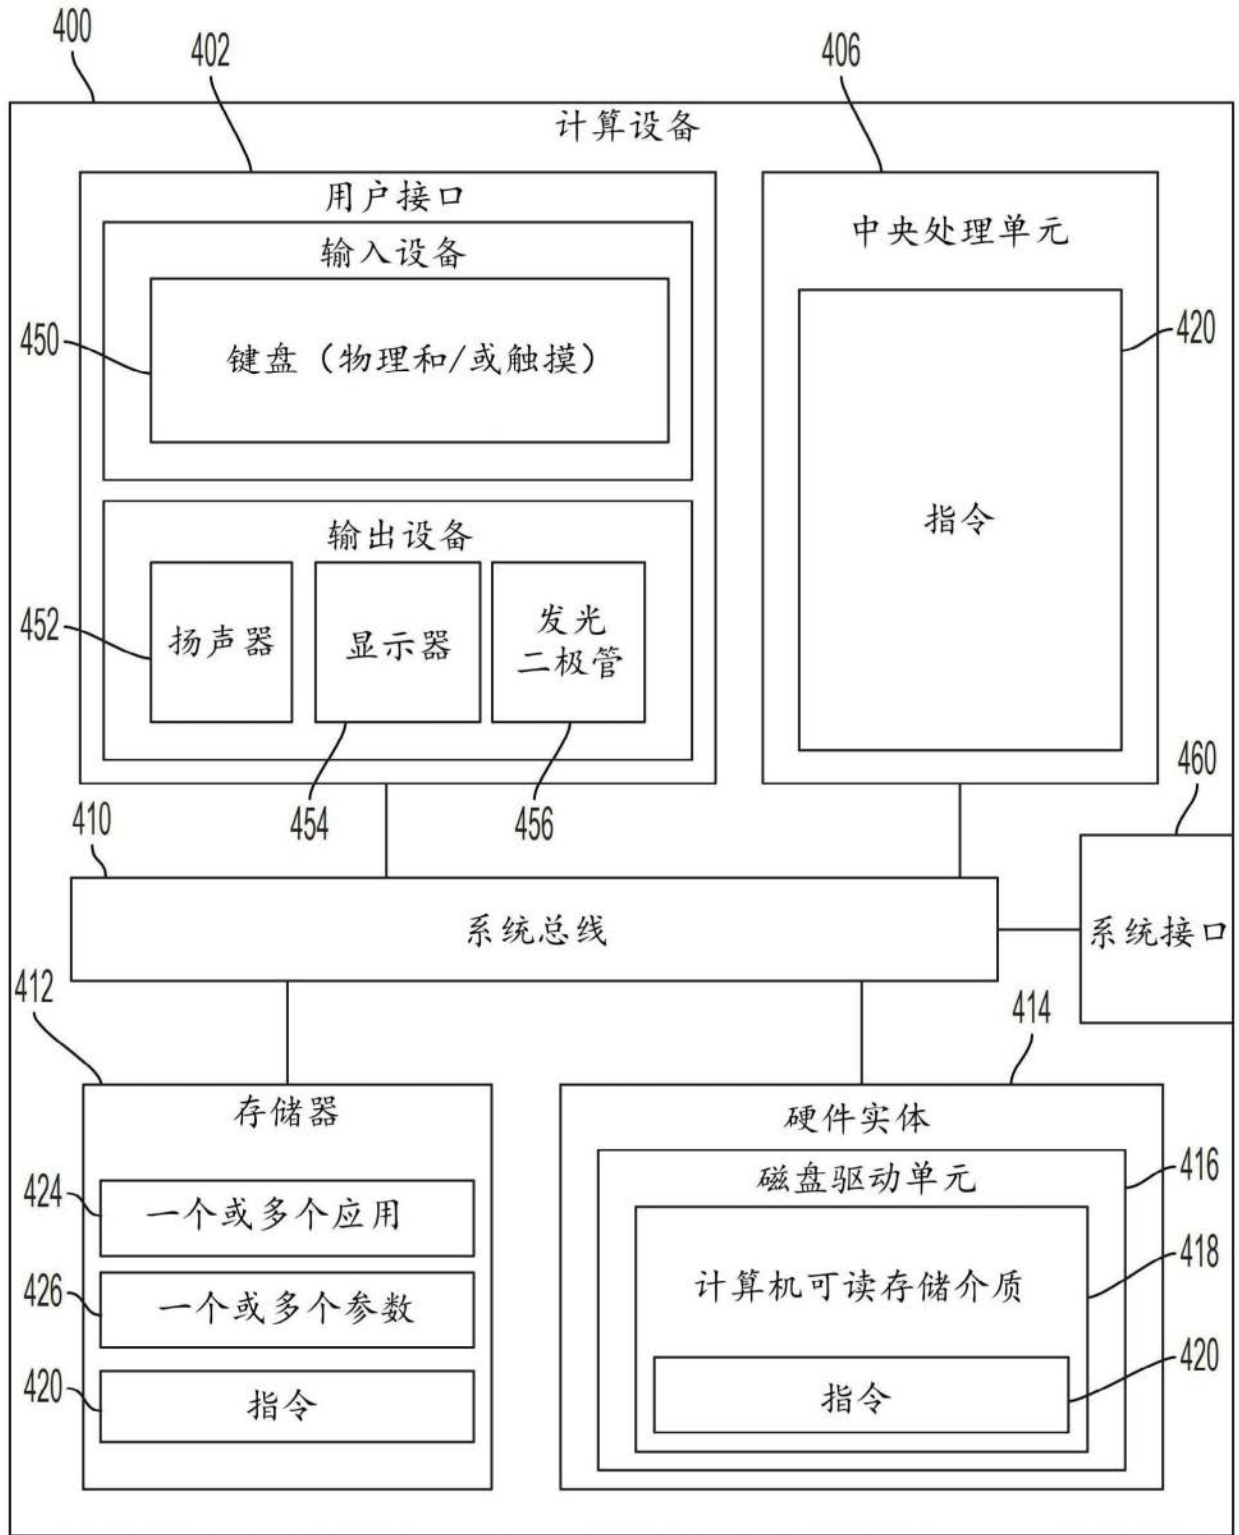 400
402
406
计算设备
用户接口
输入设备
450
键盘（物理和/或触摸）
中央处理单元
420
指令
输出设备
452
扬声器
显示器
发光
二极管
454
456
460
410
系统总线
系统接口
412
414
存储器
424
一个或多个应用
426
一个或多个参数
420
指令
硬件实体
磁盘驱动单元
416
计算机可读存储介质
418
指令
420